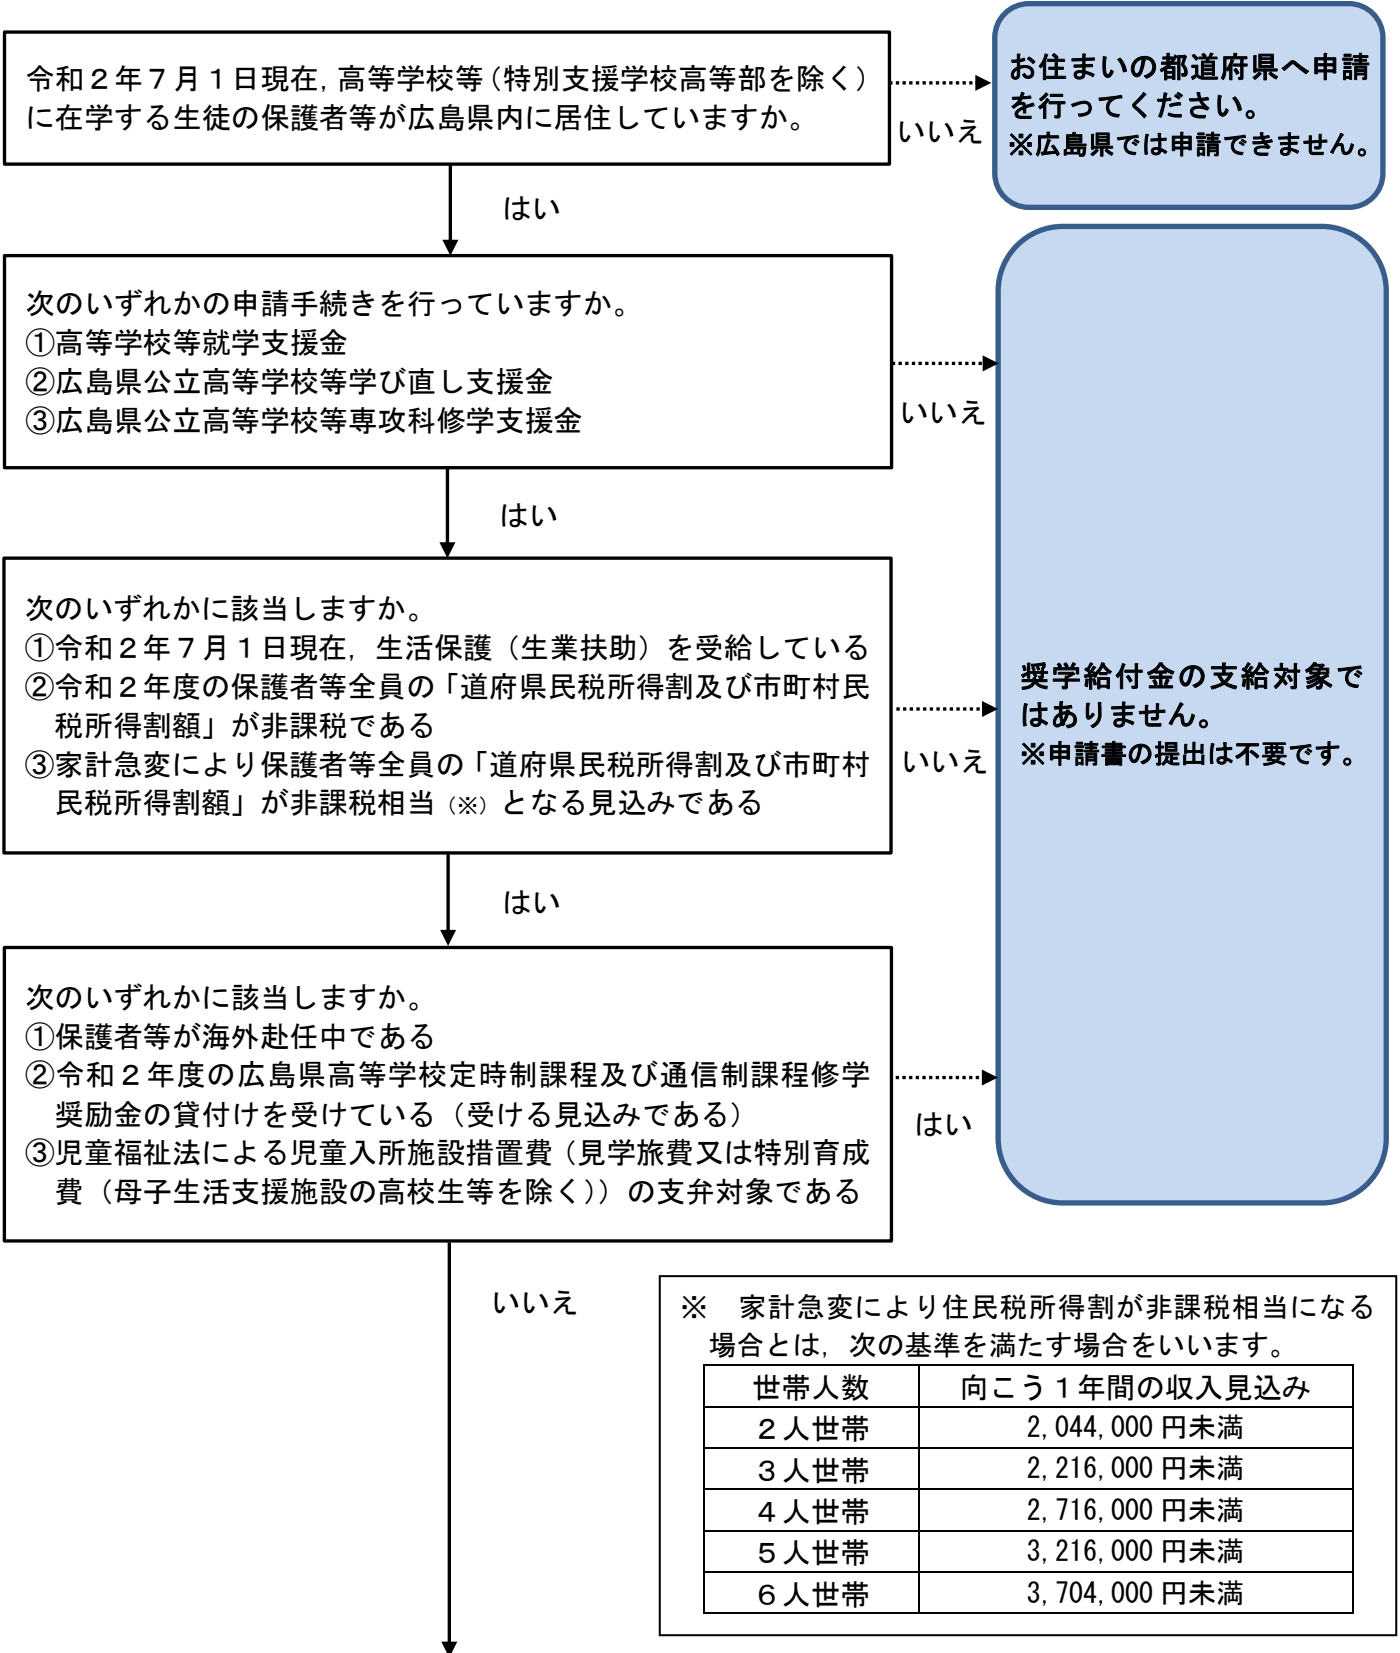 令和２年７月１日現在，高等学校等（特別支援学校高等部を除く）
に在学する生徒の保護者等が広島県内に居住していますか。
いいえ
お住まいの都道府県へ申請
を行ってください。
※広島県では申請できません。
はい
次のいずれかの申請手続きを行っていますか。
①高等学校等就学支援金
②広島県公立高等学校等学び直し支援金
③広島県公立高等学校等専攻科修学支援金
いいえ
はい
次のいずれかに該当しますか。
①令和２年７月１日現在，生活保護（生業扶助）を受給している
②令和２年度の保護者等全員の「道府県民税所得割及び市町村民
税所得割額」が非課税である
③家計急変により保護者等全員の「道府県民税所得割及び市町村
民税所得割額」が非課税相当（※）となる見込みである
いいえ
奨学給付金の支給対象で
はありません。
※申請書の提出は不要です。
はい
次のいずれかに該当しますか。
①保護者等が海外赴任中である
②令和２年度の広島県高等学校定時制課程及び通信制課程修学
奨励金の貸付けを受けている（受ける見込みである）
③児童福祉法による児童入所施設措置費（見学旅費又は特別育成
費（母子生活支援施設の高校生等を除く））の支弁対象である
はい
いいえ
※　家計急変により住民税所得割が非課税相当になる
場合とは，次の基準を満たす場合をいいます。
世帯人数　向こう１年間の収入見込み
２人世帯　2,044,000円未満
３人世帯　2,216,000円未満
４人世帯　2,716,000円未満
５人世帯　3,216,000円未満
６人世帯　3,704,000円未満